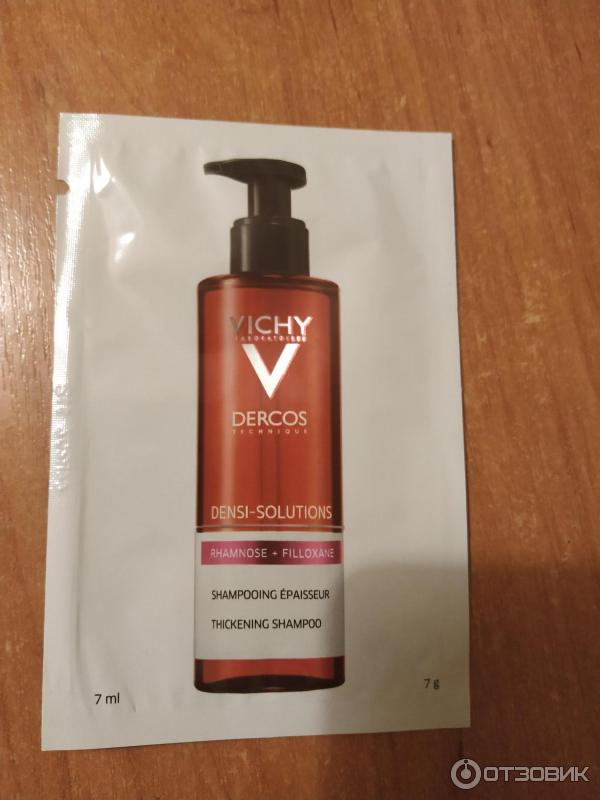 VICHY
LABORATOIRES
V
DERCOS
TECHNIQUE
DENSI-SOLUTIONS
RHAMNOSE + FILLOXANE
SHAMPOOING ÉPAISSEUR
THICKENING SHAMPOO
7 ml
7 g
ОТЗОВИК